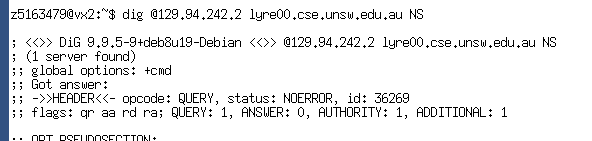 z5163479@vx2:~$ dig @129.94.242.2 lyre00.cse.unsw.edu.au NS
; <<>> DiG 9.9.5-9+deb8u19-Debian <<>> @129.94.242.2 lyre00.cse.unsw.edu.au NS
; (1 server found)
;; global options: +cmd
;; Got answer:
;; ->>HEADER<<- opcode: QUERY, status: NOERROR, id: 36269
;; flags: qr aa rd ra; QUERY: 1, ANSWER: 0, AUTHORITY: 1, ADDITIONAL: 1
;; OPT PSEUDOSECTION: